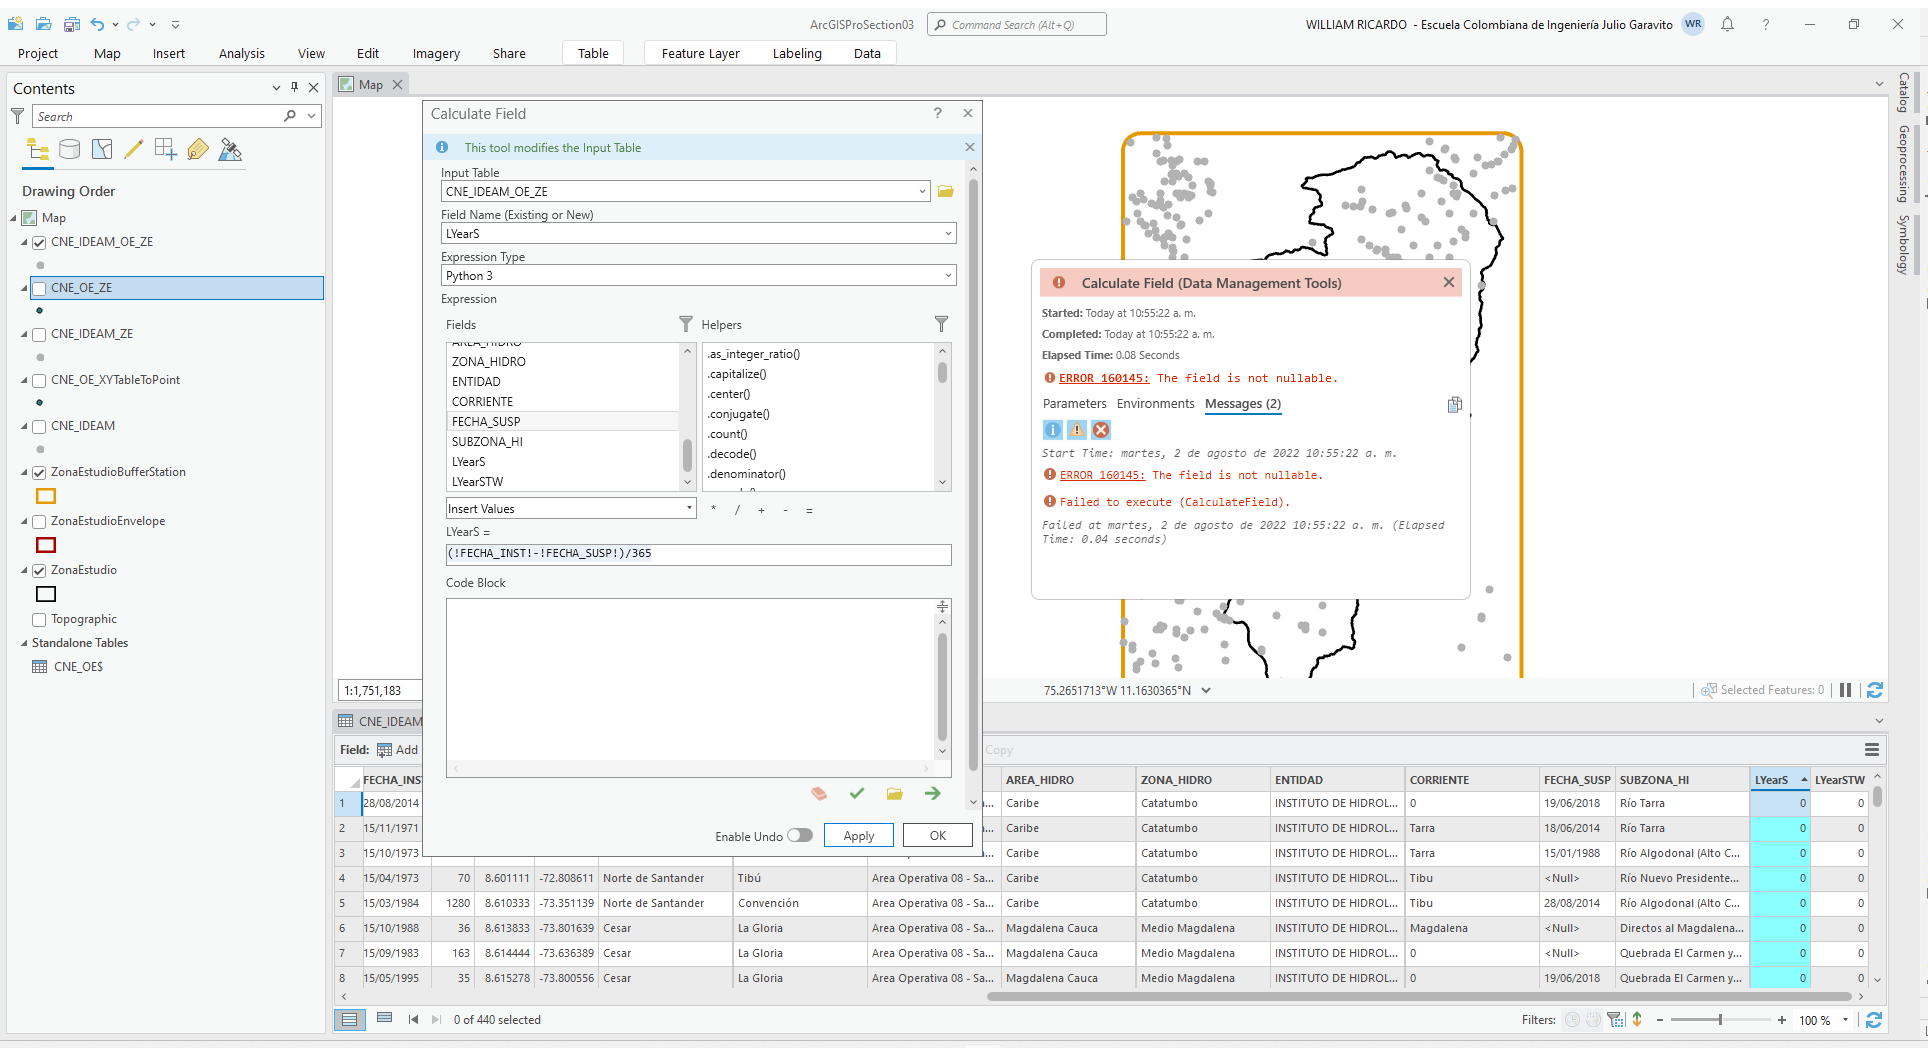 ArcGISProSection03
Command Search (Alt+Q)
WILLIAM RICARDO - Escuela Colombiana de Ingeniería Julio Garavito
WR
?
Project Map Insert Analysis View Edit Imagery Share Table Feature Layer Labeling Data
Contents
Search
Drawing Order
Map
CNE_IDEAM_OE_ZE
CNE_OE_ZE
CNE_IDEAM_ZE
CNE_OE_XYTableToPoint
CNE_IDEAM
ZonaEstudioBufferStation
ZonaEstudioEnvelope
ZonaEstudio
Topographic
Standalone Tables
CNE_OE$
Map
Calculate Field
?
This tool modifies the Input Table
Input Table
CNE_IDEAM_OE_ZE
Field Name (Existing or New)
LYearS
Expression Type
Python 3
Expression
Fields
AREA_HIDRO
ZONA_HIDRO
ENTIDAD
CORRIENTE
FECHA_SUSP
SUBZONA_HI
LYearS
LYearSTW
Helpers
.as_integer_ratio()
.capitalize()
.center()
.conjugate()
.count()
.decode()
.denominator()
Insert Values
* / + - =
LYearS =
(!FECHA_INST!-!FECHA_SUSP!)/365
Code Block
Enable Undo
Apply
OK
Calculate Field (Data Management Tools)
Started: Today at 10:55:22 a. m.
Completed: Today at 10:55:22 a. m.
Elapsed Time: 0.08 Seconds
ERROR 160145: The field is not nullable.
Parameters Environments Messages (2)
Start Time: martes, 2 de agosto de 2022 10:55:22 a. m.
ERROR 160145: The field is not nullable.
Failed to execute (CalculateField).
Failed at martes, 2 de agosto de 2022 10:55:22 a. m. (Elapsed
Time: 0.04 seconds)
Catalog
Geoprocessing
Symbology
1:1,751,183
75.2651713°W 11.1630365°N
Selected Features: 0
CNE_IDEAM
Field: Add
Copy
FECHA_INS AREA_HIDRO ZONA_HIDRO ENTIDAD CORRIENTE FECHA_SUSP SUBZONA_HI LYearS LYearSTW
1 28/08/2014 Caribe Catatumbo INSTITUTO DE HIDROL... 0 19/06/2018 Río Tarra 0 0
2 15/11/1971 Caribe Catatumbo INSTITUTO DE HIDROL... Tarra 18/06/2014 Río Tarra 0 0
3 15/10/1973 Caribe Catatumbo INSTITUTO DE HIDROL... Tarra 15/01/1988 Río Algodonal (Alto C... 0 0
4 15/04/1973 70 8.601111 -72.808611 Norte de Santander Tibú Area Operativa 08 - Sa... Caribe Catatumbo INSTITUTO DE HIDROL... Tibu <Null> Río Nuevo Presidente... 0 0
5 15/03/1984 1280 8.610333 -73.351139 Norte de Santander Convención Area Operativa 08 - Sa... Caribe Catatumbo INSTITUTO DE HIDROL... Tibu 28/08/2014 Río Algodonal (Alto C... 0 0
6 15/10/1988 36 8.613833 -73.801639 Cesar La Gloria Area Operativa 08 - Sa... Magdalena Cauca Medio Magdalena INSTITUTO DE HIDROL... Magdalena <Null> Directos al Magdalena... 0 0
7 15/09/1983 163 8.614444 -73.636389 Cesar La Gloria Area Operativa 08 - Sa... Magdalena Cauca Medio Magdalena INSTITUTO DE HIDROL... 0 <Null> Quebrada El Carmen y... 0 0
8 15/05/1995 35 8.615278 -73.800556 Cesar La Gloria Area Operativa 08 - Sa... Magdalena Cauca Medio Magdalena INSTITUTO DE HIDROL... 0 19/06/2018 Quebrada El Carmen y... 0 0
0 of 440 selected
Filters:
- + 100 %